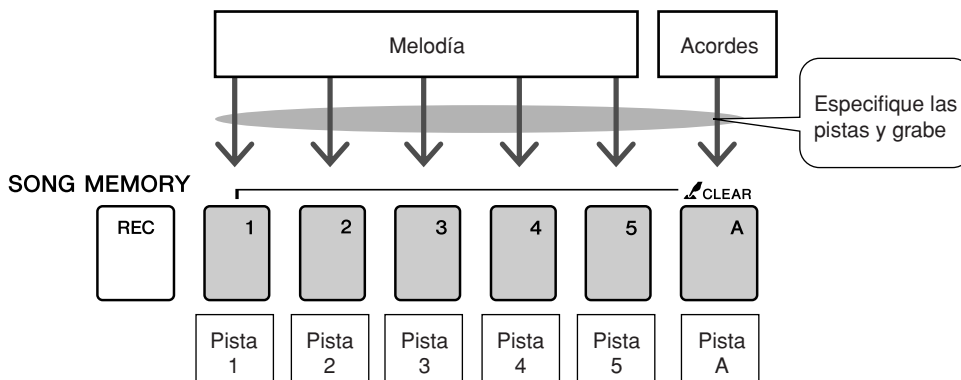 Melodía
Acordes
Especifique las
pistas y grabe
SONG MEMORY
CLEAR
REC
1
2
3
4
5
A
Pista
1
Pista
2
Pista
3
Pista
4
Pista
5
Pista
A